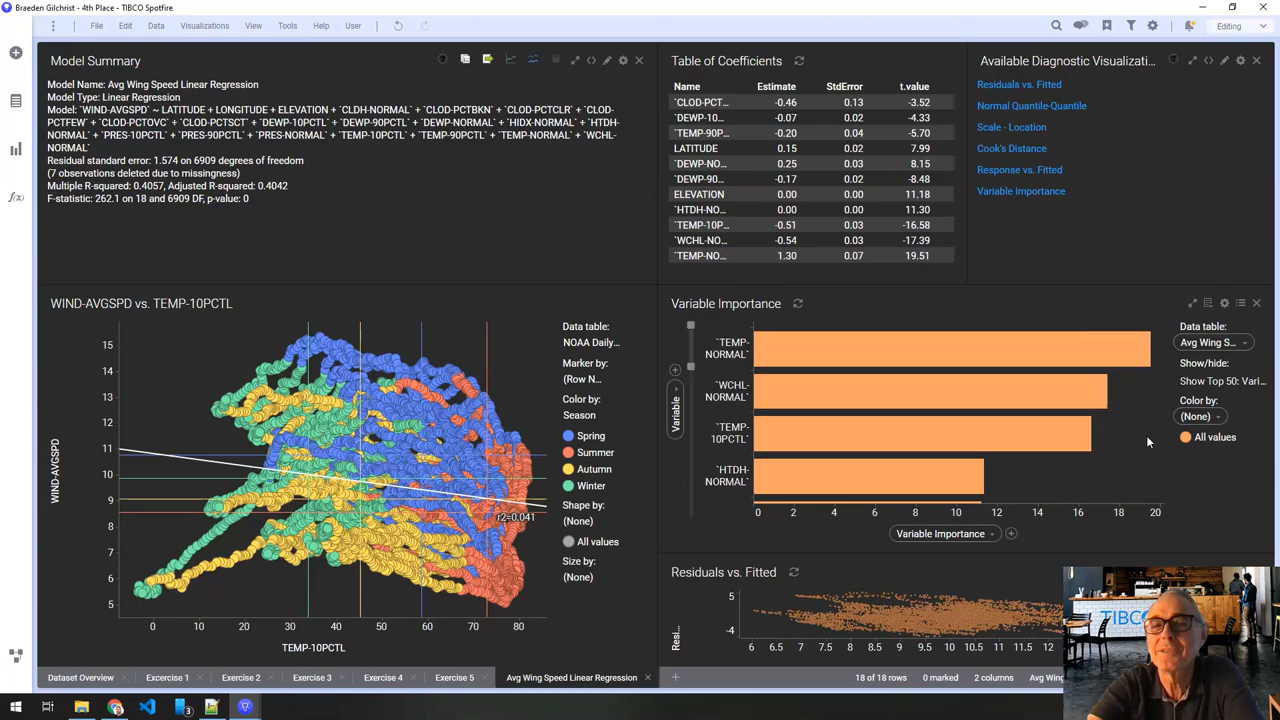 Braeden Gilchrist - 4th Place - TIBCO Spotfire
File Edit Data Visualizations Tools Help User
Editing
Model Summary
Model Name: Avg Wing Speed Linear Regression
Model Type: Linear Regression
Model: `WIND-AVGSPD` ~ LATITUDE + LONGITUDE + ELEVATION + `CLDH-NORMAL` + `CLOD-PCTBKN` + `CLOD-PCTCLR` + `CLOD-
PCTFEW` + `CLOD-PCTOVC` + `CLOD-PCTSCT` + `DEWP-10PCTL` + `DEWP-90PCTL` + `DEWP-NORMAL` + `HIDX-NORMAL` + `HTDH-
NORMAL` + `PRES-10PCTL` + `PRES-90PCTL` + `PRES-NORMAL` + `TEMP-10PCTL` + `TEMP-90PCTL` + `TEMP-NORMAL` + `WCHL-
NORMAL`
Residual standard error: 1.574 on 6909 degrees of freedom
(7 observations deleted due to missingness)
Multiple R-squared: 0.4057, Adjusted R-squared: 0.4042
F-statistic: 262.1 on 18 and 6909 DF, p-value: 0
Table of Coefficients
Name Estimate StdError t.value
`CLOD-PCT... -0.46 0.13 -3.52
`DEWP-10... -0.07 0.02 -4.33
`TEMP-90P... -0.20 0.04 -5.70
LATITUDE 0.15 0.02 7.99
`DEWP-NO... 0.25 0.03 8.15
`DEWP-90... -0.17 0.02 -8.48
ELEVATION 0.00 0.00 11.18
`HTDH-NO... 0.00 0.00 11.30
`TEMP-10P... -0.51 0.03 -16.58
`WCHL-NO... -0.54 0.03 -17.39
`TEMP-NO... 1.30 0.07 19.51
Available Diagnostic Visualizati...
Residuals vs. Fitted
Normal Quantile-Quantile
Scale - Location
Cook's Distance
Response vs. Fitted
Variable Importance
WIND-AVGSPD vs. TEMP-10PCTL
WIND-AVGSPD
15
14
13
12
11
10
9
8
7
6
5
r2=0.041
0 10 20 30 40 50 60 70 80
TEMP-10PCTL
Data table:
NOAA Daily...
Marker by:
(Row N...
Color by:
Season
Spring
Summer
Autumn
Winter
Shape by:
(None)
All values
Size by:
(None)
Variable Importance
Variable
`TEMP-
NORMAL`
`WCHL-
NORMAL`
`TEMP-
10PCTL`
`HTDH-
NORMAL`
0 2 4 6 8 10 12 14 16 18 20
Variable Importance
Data table:
Avg Wing S...
Show/hide:
Show Top 50: Vari...
Color by:
(None)
All values
Residuals vs. Fitted
Resi...
5
-4
6 6.5 7 7.5 8 8.5 9 9.5 10 10.5 11 11.5
TIBC
Dataset Overview Excercise 1 Exercise 2 Exercise 3 Exercise 4 Exercise 5 Avg Wing Speed Linear Regression
18 of 18 rows 0 marked 2 columns Avg Wing
f(x)
3